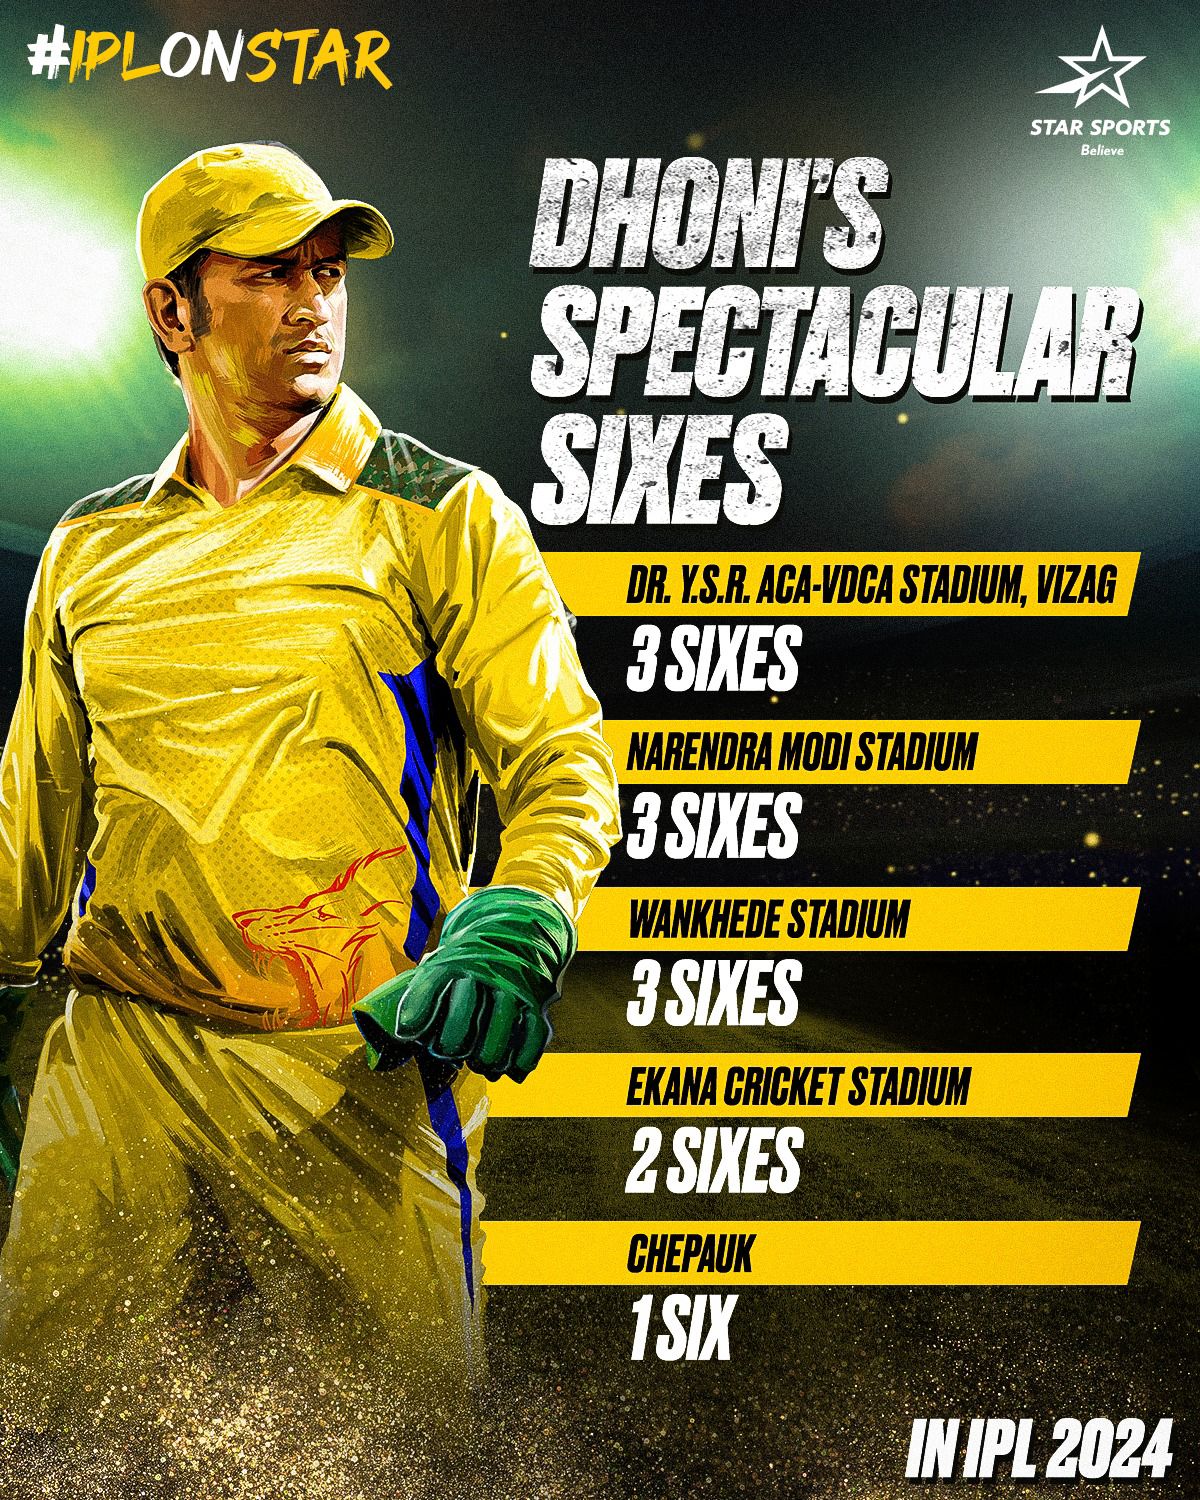 #IPLONSTAR
STAR SPORTS
Believe
DHONI'S
SPECTACULAR
SIXES
DR. Y.S.R. ACA-VDCA STADIUM, VIZAG
3 SIXES
NARENDRA MODI STADIUM
3 SIXES
WANKHEDE STADIUM
3 SIXES
EKANA CRICKET STADIUM
2 SIXES
CHEPAUK
1 SIX
IN IPL 2024